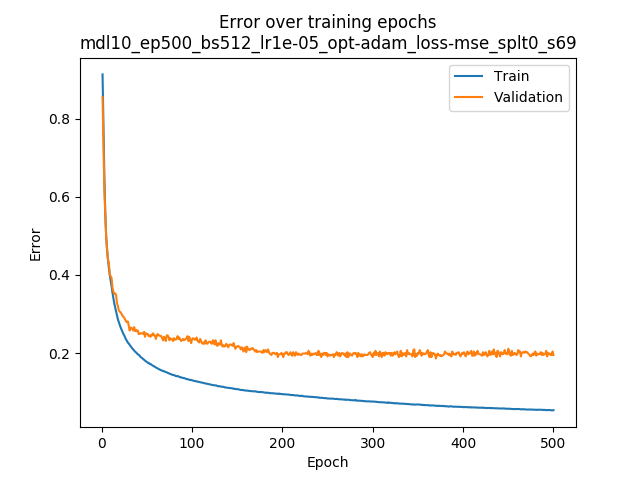 Error over training epochs
mdl10_ep500_bs512_lr1e-05_opt-adam_loss-mse_splt0_s69
Train
Validation
0.8
0.6
0.4
0.2
Error
0
100
200
300
400
500
Epoch